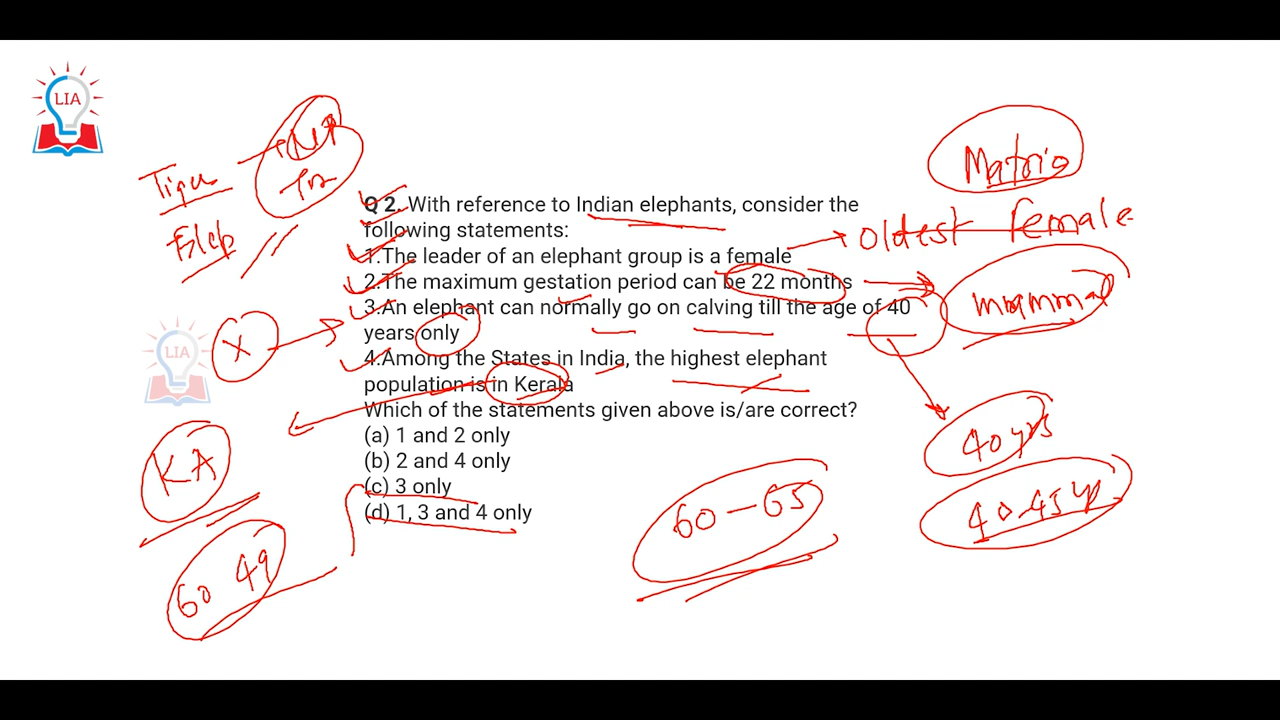 LIA
Matrio
Tiger
Elep
Q 2. With reference to Indian elephants, consider the
following statements:
1.The leader of an elephant group is a female
oldest female
2.The maximum gestation period can be 22 months
mammal
3.An elephant can normally go on calving till the age of 40
years only
X
LIA
4.Among the States in India, the highest elephant
population is in Kerala
Which of the statements given above is/are correct?
(a) 1 and 2 only
40 yrs
(b) 2 and 4 only
KA
(c) 3 only
(d) 1, 3 and 4 only
60-65
40-45 yr
60 49